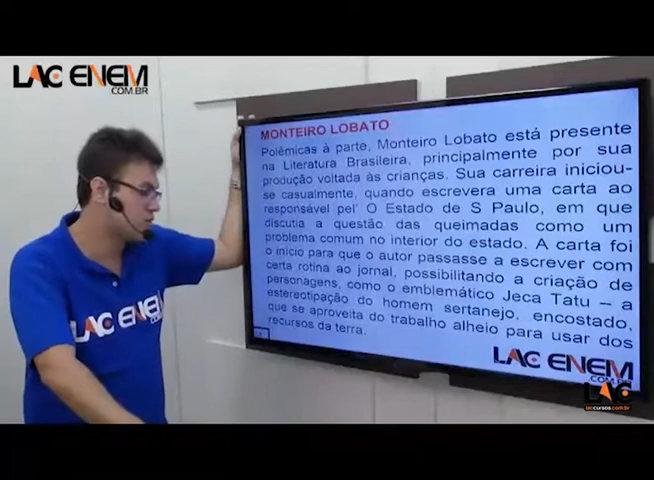 LAC ENEM
.COM.BR
MONTEIRO LOBATO
Polêmicas à parte, Monteiro Lobato está presente
na Literatura Brasileira, principalmente por sua
produção voltada às crianças. Sua carreira iniciou-
se casualmente, quando escrevera uma carta ao
responsável pel' O Estado de S Paulo, em que
discutia a questão das queimadas como um
problema comum no interior do estado. A carta foi
o início para que o autor passasse a escrever com
certa rotina ao jornal, possibilitando a criação de
personagens, como o emblemático Jeca Tatu – a
estereotipação do homem sertanejo, encostado,
que se aproveita do trabalho alheio para usar dos
recursos da terra.
LAC ENEM
.COM.BR
LAC ENEM
.COM.BR
LAC
laccursos.com.br